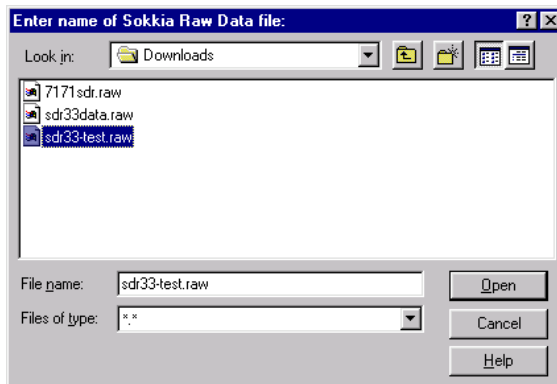 Enter name of Sokkia Raw Data file:
Look in: Downloads
7171sdr.raw
sdr33data.raw
sdr33-test.raw
File name: sdr33-test.raw Open
Files of type: *.* Cancel
Help